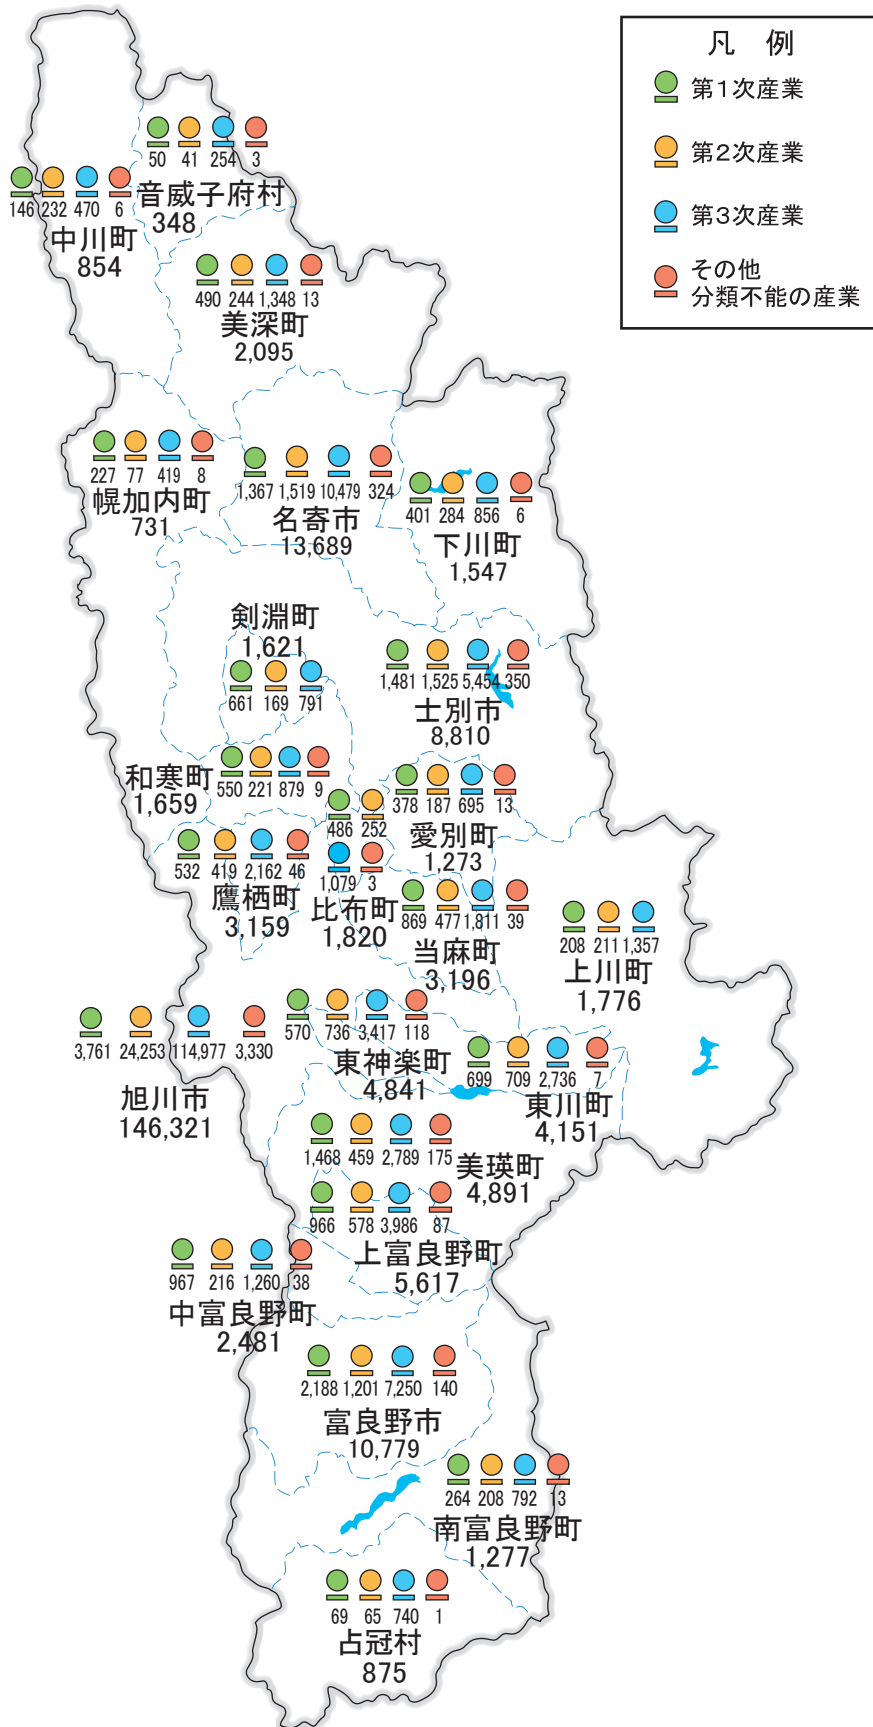 凡 例
第1次産業
第2次産業
第3次産業
その他
分類不能の産業
50 41 254 3
音威子府村
348
146 232 470 6
中川町
854
490 244 1,348 13
美深町
2,095
227 77 419 8
幌加内町
731
1,367 1,519 10,479 324
名寄市
13,689
401 284 856 6
下川町
1,547
剣淵町
1,621
661 169 791
1,481 1,525 5,454 350
士別市
8,810
和寒町
1,659
550 221 879 9
378 187 695 13
愛別町
1,273
486 252
1,079 3
比布町
1,820
532 419 2,162 46
鷹栖町
3,159
869 477 1,811 39
当麻町
3,196
208 211 1,357
上川町
1,776
3,761 24,253 114,977 3,330
旭川市
146,321
570 736 3,417 118
東神楽町
4,841
699 709 2,736 7
東川町
4,151
1,468 459 2,789 175
美瑛町
4,891
966 578 3,986 87
上富良野町
5,617
967 216 1,260 38
中富良野町
2,481
2,188 1,201 7,250 140
富良野市
10,779
264 208 792 13
南富良野町
1,277
69 65 740 1
占冠村
875